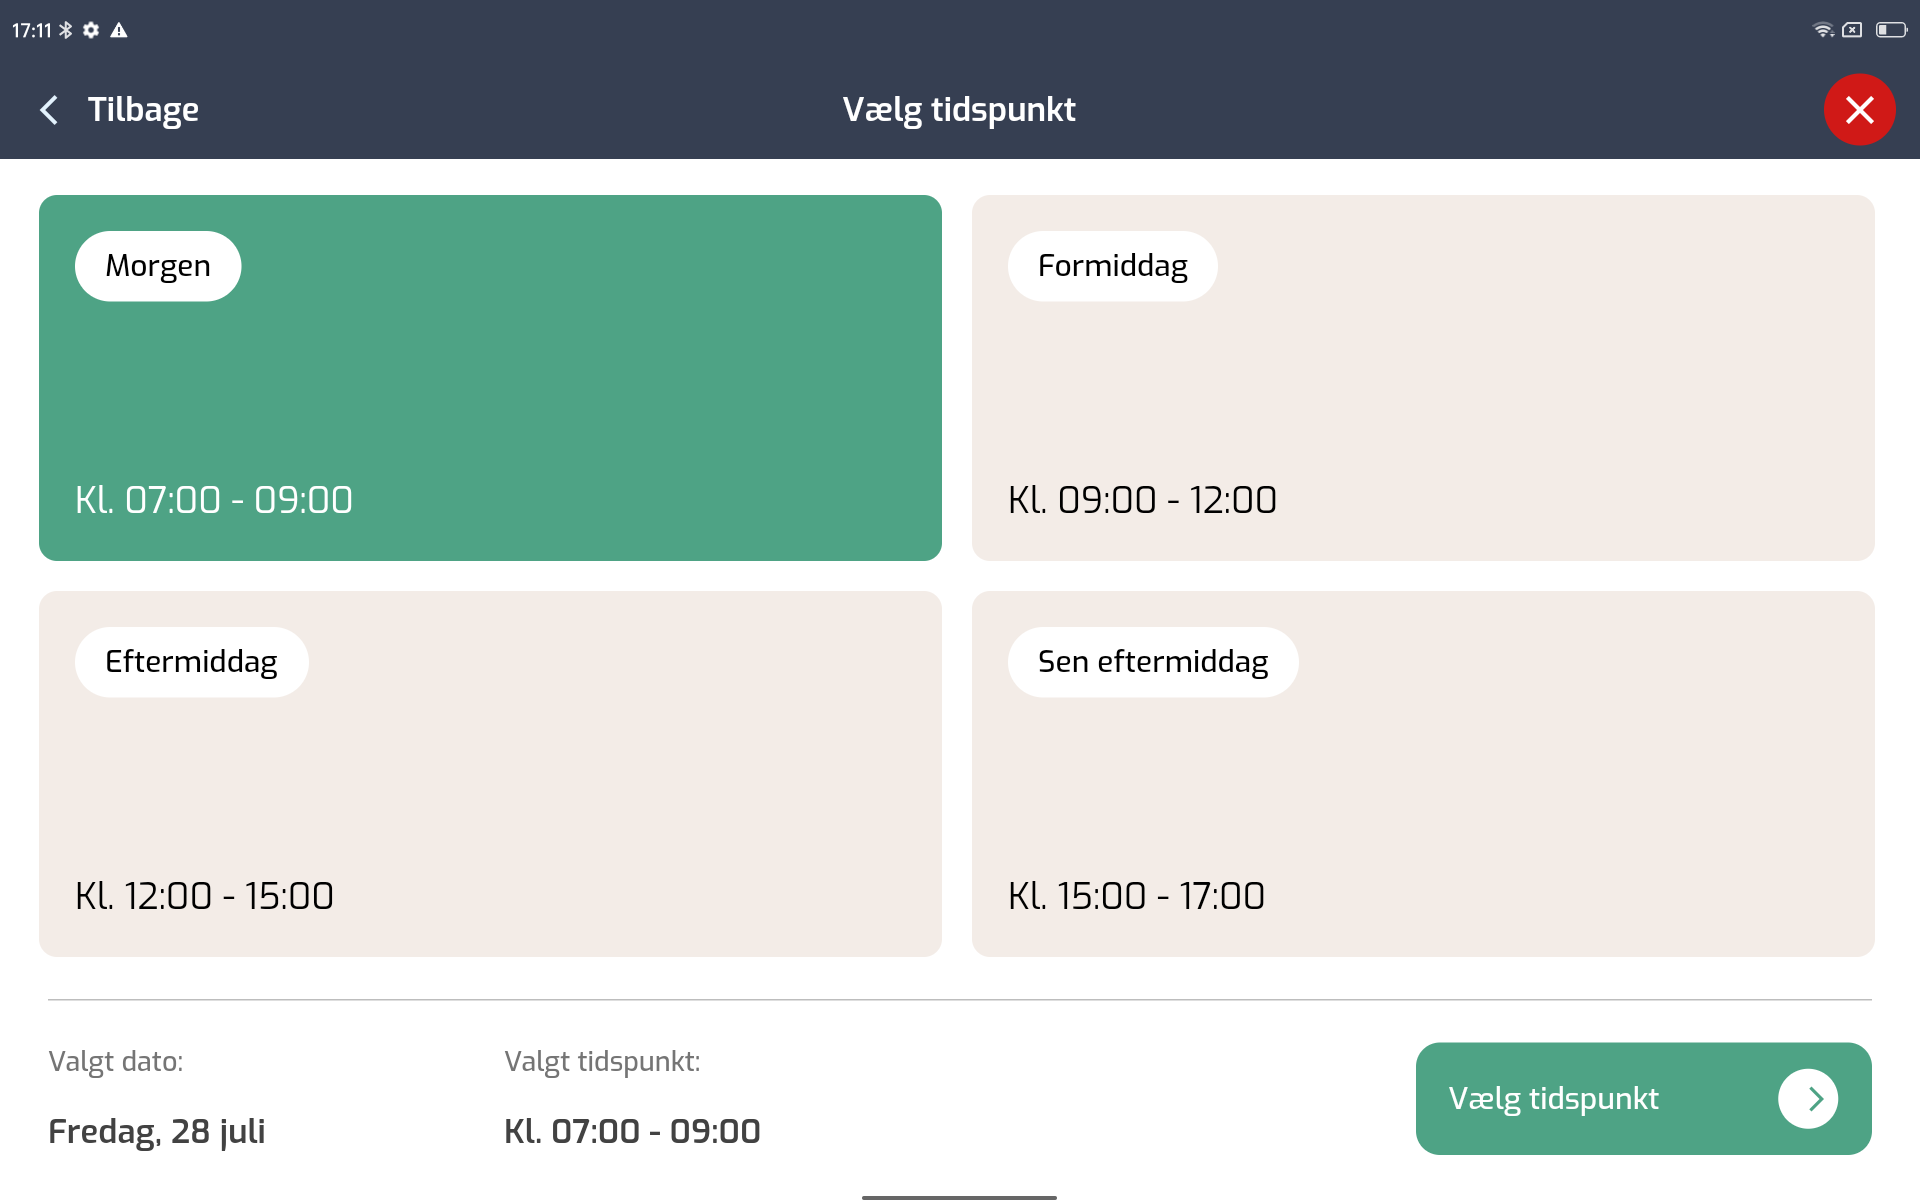 17:11
Tilbage
Vælg tidspunkt
Morgen
Kl. 07:00 - 09:00
Formiddag
Kl. 09:00 - 12:00
Eftermiddag
Kl. 12:00 - 15:00
Sen eftermiddag
Kl. 15:00 - 17:00
Valgt dato:
Fredag, 28 juli
Valgt tidspunkt:
Kl. 07:00 - 09:00
Vælg tidspunkt